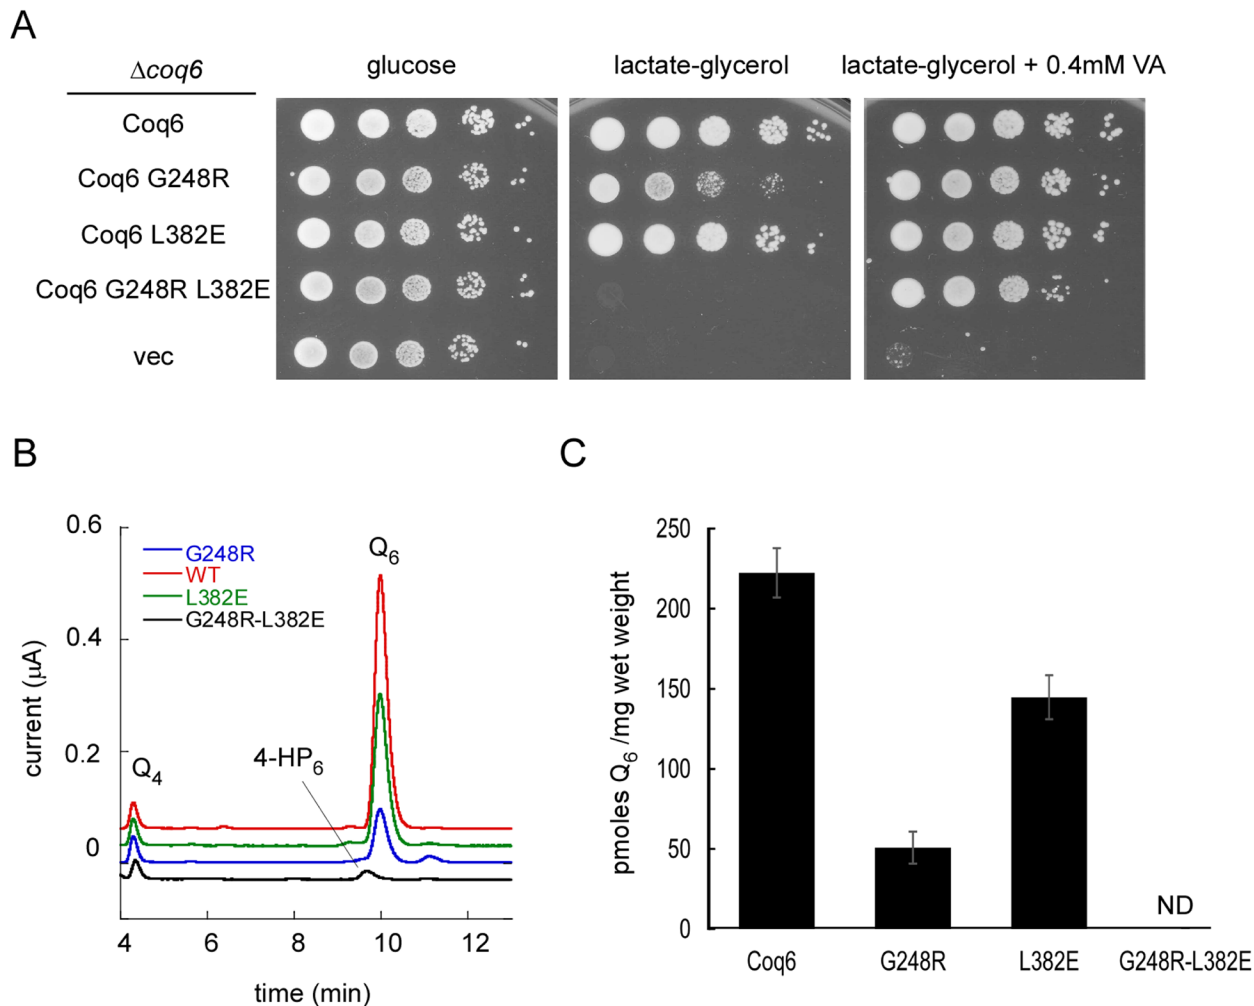 A
Δcoq6
glucose
lactate-glycerol
lactate-glycerol + 0.4mM VA
Coq6
Coq6 G248R
Coq6 L382E
Coq6 G248R L382E
vec
B
0.6
0.4
0.2
0
current (μA)
G248R
WT
L382E
G248R-L382E
Q4
4-HP6
Q6
4
6
8
10
12
time (min)
C
pmoles Q6 /mg wet weight
250
200
150
100
50
0
ND
Coq6
G248R
L382E
G248R-L382E